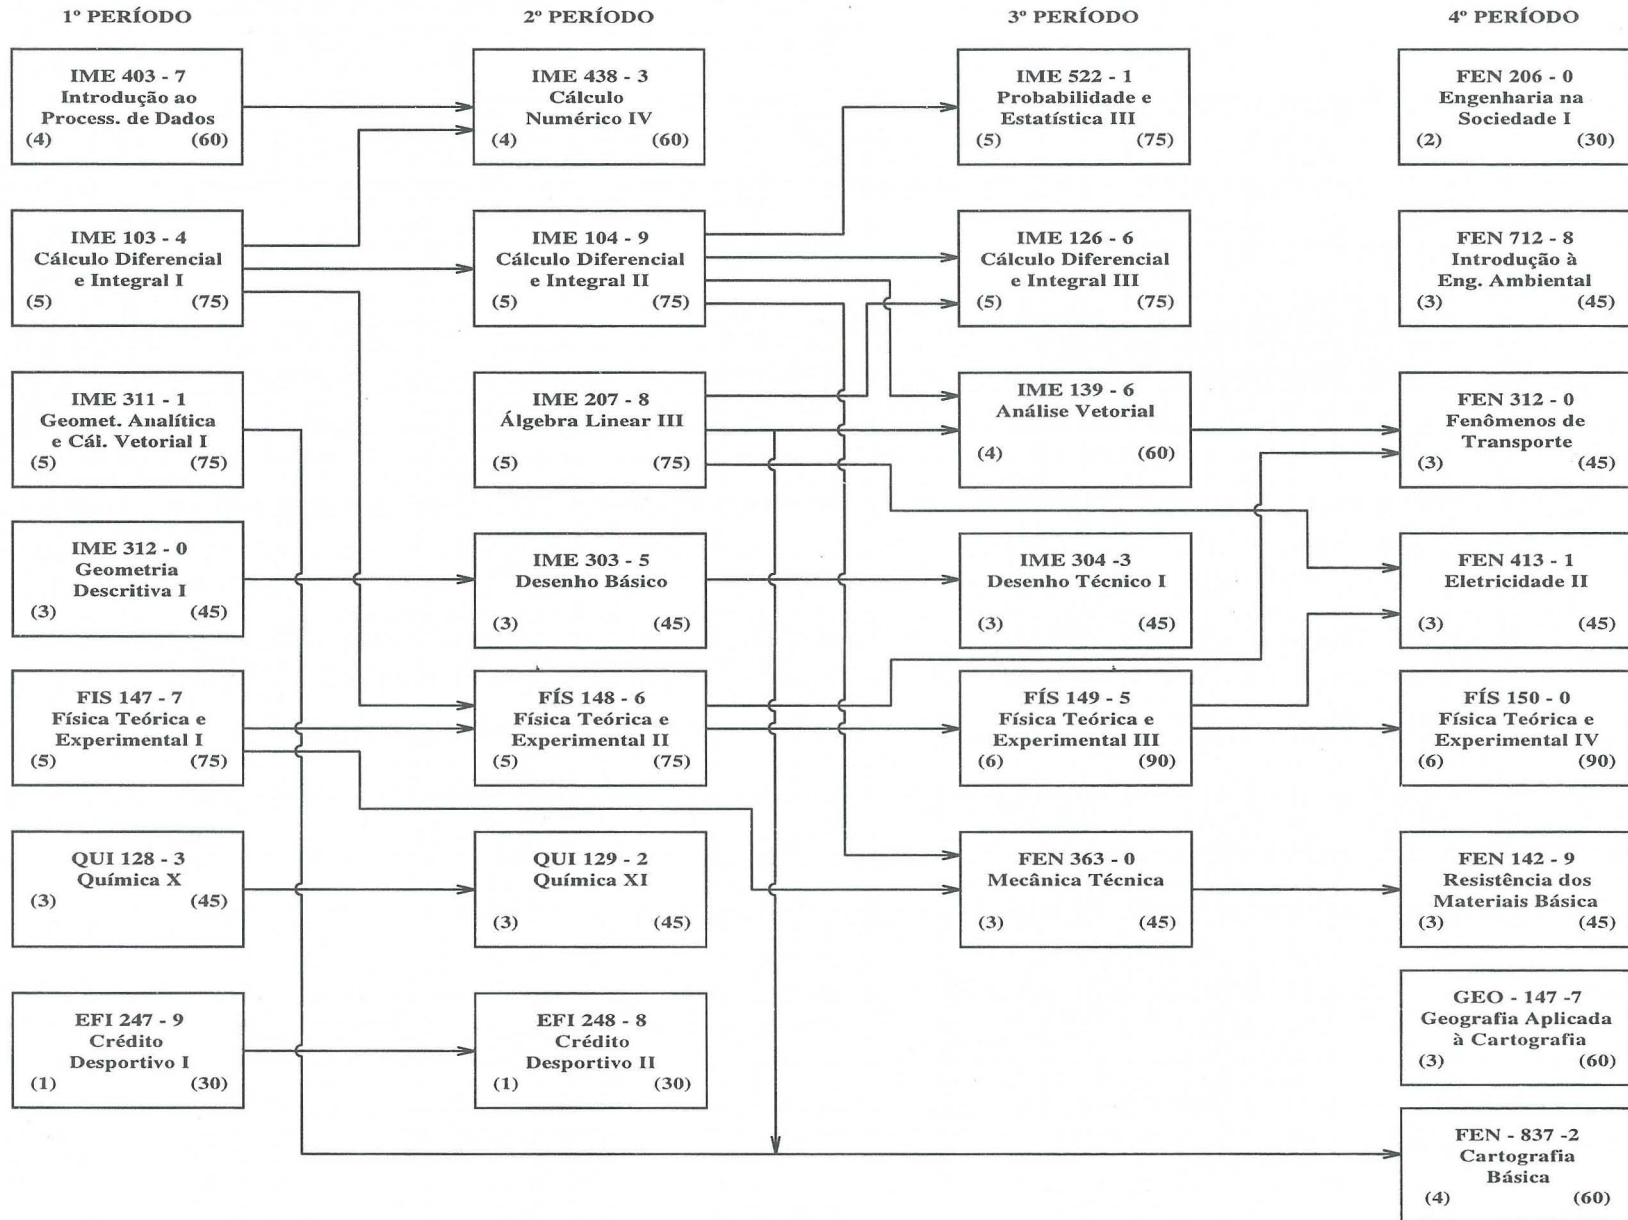 1º PERÍODO
2º PERÍODO
3º PERÍODO
4º PERÍODO
IME 403 - 7
Introdução ao
Process. de Dados
(4) (60)
IME 438 - 3
Cálculo
Numérico IV
(4) (60)
IME 522 - 1
Probabilidade e
Estatística III
(5) (75)
FEN 206 - 0
Engenharia na
Sociedade I
(2) (30)
IME 103 - 4
Cálculo Diferencial
e Integral I
(5) (75)
IME 104 - 9
Cálculo Diferencial
e Integral II
(5) (75)
IME 126 - 6
Cálculo Diferencial
e Integral III
(5) (75)
FEN 712 - 8
Introdução à
Eng. Ambiental
(3) (45)
IME 311 - 1
Geomet. Analítica
e Cál. Vetorial I
(5) (75)
IME 207 - 8
Álgebra Linear III
(5) (75)
IME 139 - 6
Análise Vetorial
(4) (60)
FEN 312 - 0
Fenômenos de
Transporte
(3) (45)
IME 312 - 0
Geometria
Descritiva I
(3) (45)
IME 303 - 5
Desenho Básico
(3) (45)
IME 304 -3
Desenho Técnico I
(3) (45)
FEN 413 - 1
Eletricidade II
(3) (45)
FIS 147 - 7
Física Teórica e
Experimental I
(5) (75)
FÍS 148 - 6
Física Teórica e
Experimental II
(5) (75)
FÍS 149 - 5
Física Teórica e
Experimental III
(6) (90)
FÍS 150 - 0
Física Teórica e
Experimental IV
(6) (90)
QUI 128 - 3
Química X
(3) (45)
QUI 129 - 2
Química XI
(3) (45)
FEN 363 - 0
Mecânica Técnica
(3) (45)
FEN 142 - 9
Resistência dos
Materiais Básica
(3) (45)
EFI 247 - 9
Crédito
Desportivo I
(1) (30)
EFI 248 - 8
Crédito
Desportivo II
(1) (30)
GEO - 147 -7
Geografia Aplicada
à Cartografia
(3) (60)
FEN - 837 -2
Cartografia
Básica
(4) (60)